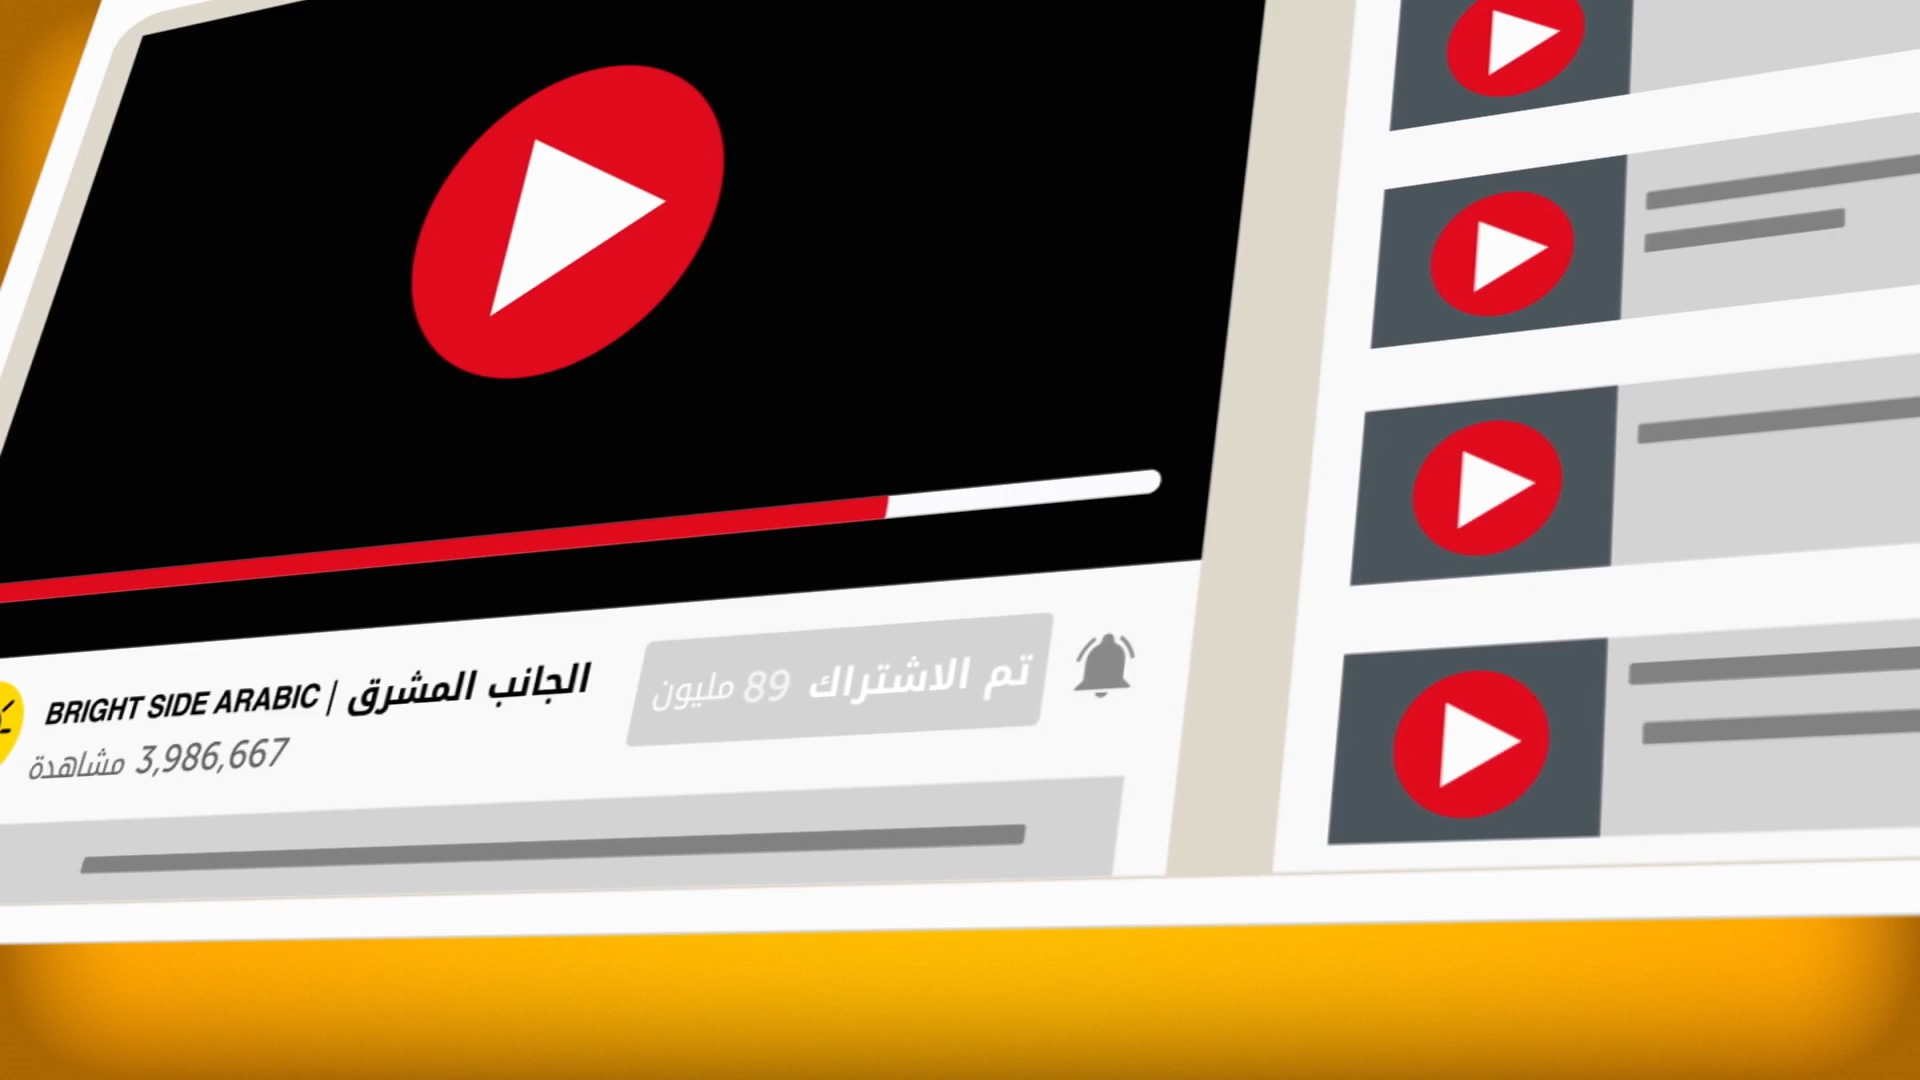 BRIGHT SIDE ARABIC | الجانب المشرق
3,986,667 مشاهدة
تم الاشتراك 89 مليون